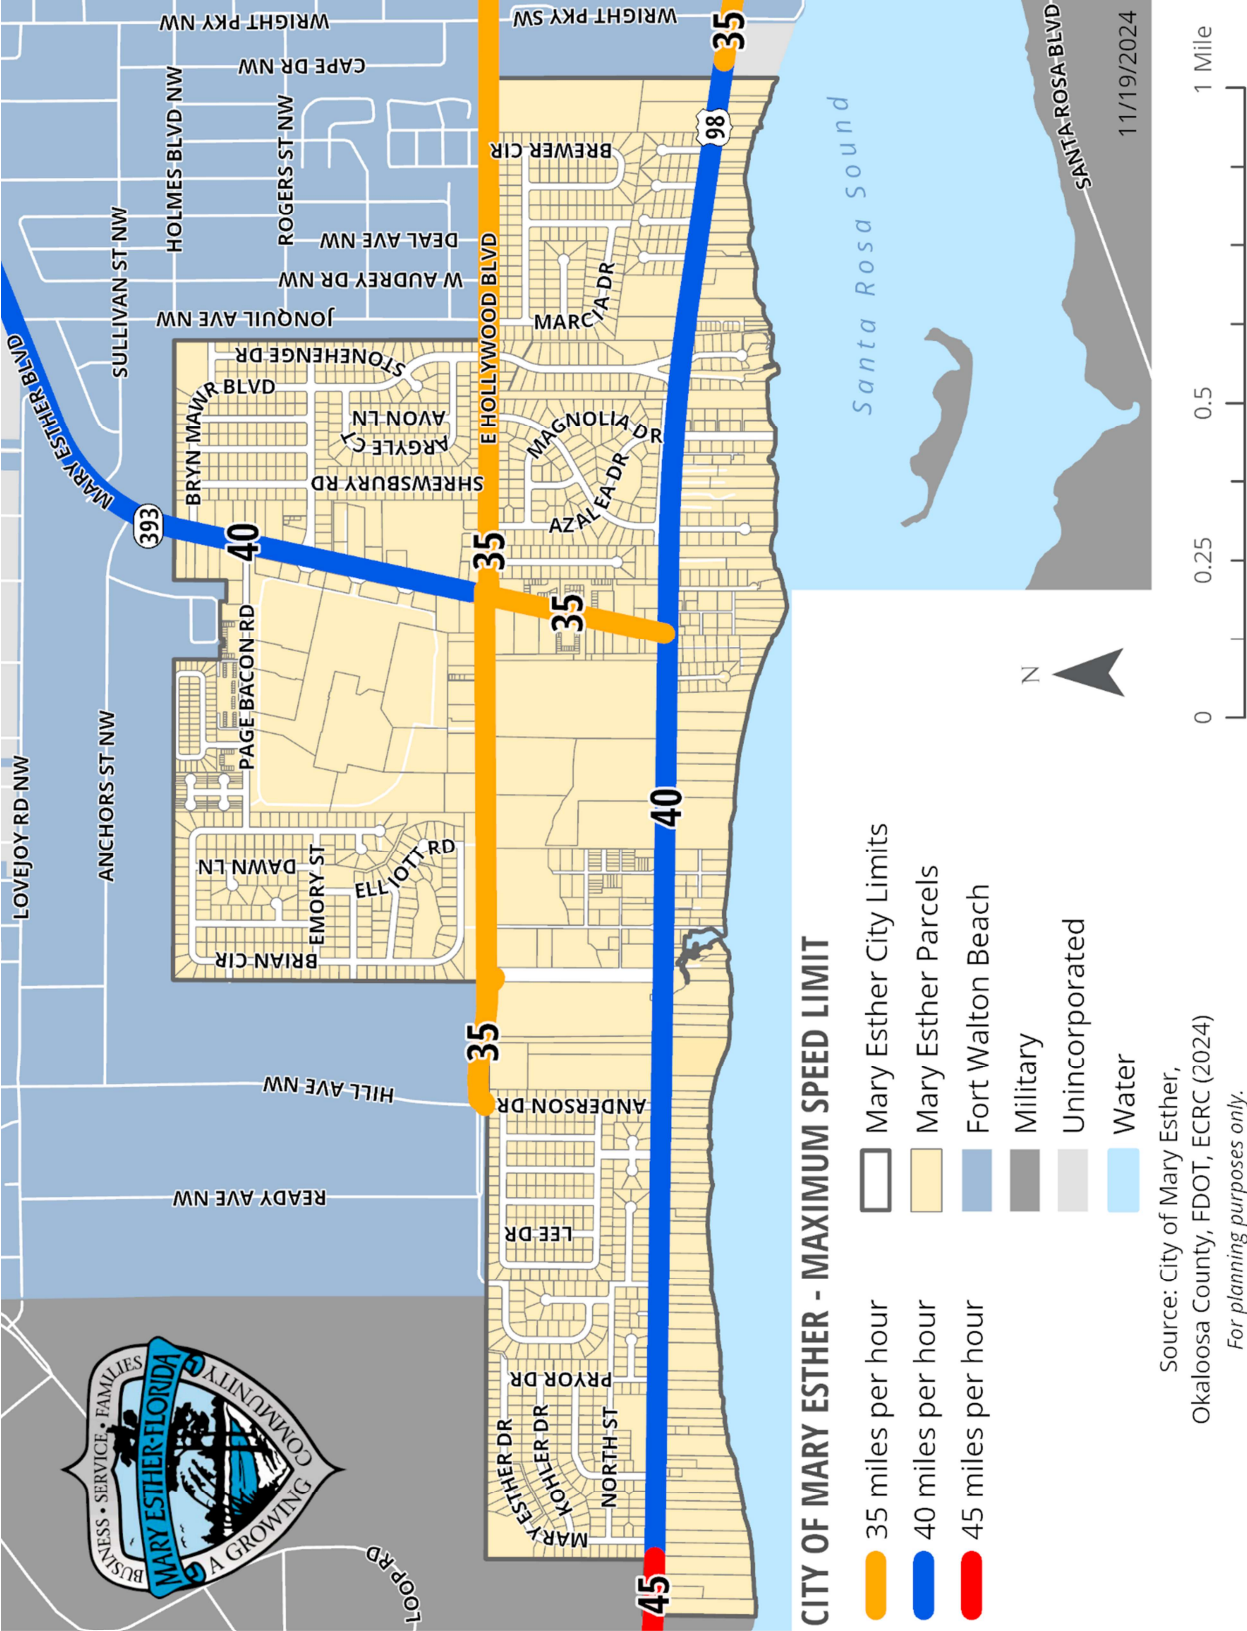 BUSINESS • SERVICE • FAMILIES
MARY ESTHER•FLORIDA
A GROWING COMMUNITY
LOOP RD
LOVEJOY RD NW
ANCHORS ST NW
READY AVE NW
HILL AVE NW
MARY ESTHER BLVD
393
SULLIVAN ST NW
HOLMES BLVD NW
ROGERS ST NW
WRIGHT PKY NW
CAPE DR NW
DEAL AVE NW
W AUDREY DR NW
JONQUIL AVE NW
WRIGHT PKY SW
BRYN MAWR BLVD
STONEHENGE DR
AVON LN
ARGYLE CT
SHREWSBURY RD
PAGE BACON RD
40
DAWN LN
EMORY ST
ELLIOTT RD
BRIAN CIR
E HOLLYWOOD BLVD
35
35
35
35
BREWER CIR
MARCIA DR
MAGNOLIA DR
AZALEA DR
ANDERSON DR
LEE DR
PRYOR DR
MARY ESTHER DR
KOHLER DR
NORTH ST
MARY
45
40
98
Santa Rosa Sound
SANTA ROSA BLVD
11/19/2024
CITY OF MARY ESTHER - MAXIMUM SPEED LIMIT
35 miles per hour
40 miles per hour
45 miles per hour
Mary Esther City Limits
Mary Esther Parcels
Fort Walton Beach
Military
Unincorporated
Water
Source: City of Mary Esther,
Okaloosa County, FDOT, ECRC (2024)
For planning purposes only.
N
0 0.25 0.5 1 Mile